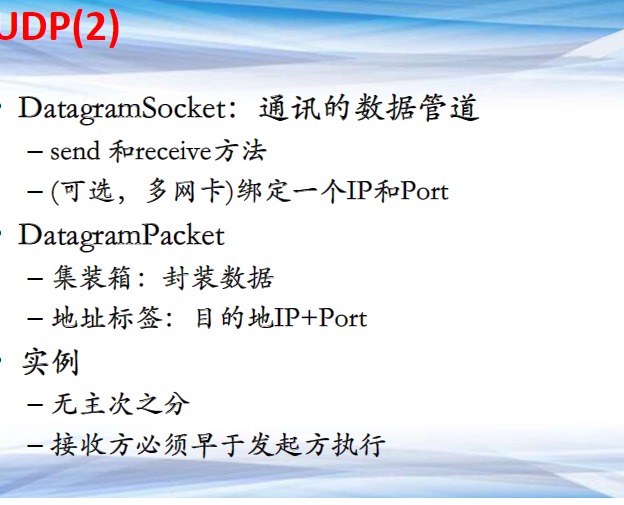 UDP(2)
• DatagramSocket：通讯的数据管道
– send 和receive方法
– (可选，多网卡)绑定一个IP和Port
• DatagramPacket
– 集装箱：封装数据
– 地址标签：目的地IP+Port
• 实例
– 无主次之分
– 接收方必须早于发起方执行